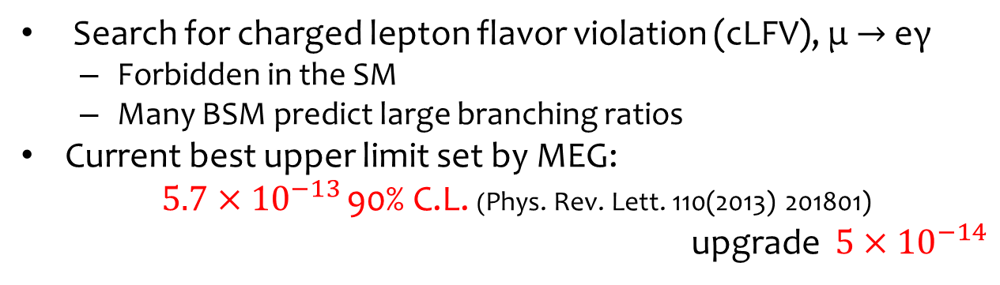 • Search for charged lepton flavor violation (cLFV), μ → eγ
– Forbidden in the SM
– Many BSM predict large branching ratios
• Current best upper limit set by MEG:
5.7 × 10⁻¹³ 90% C.L. (Phys. Rev. Lett. 110(2013) 201801)
upgrade 5 × 10⁻¹⁴